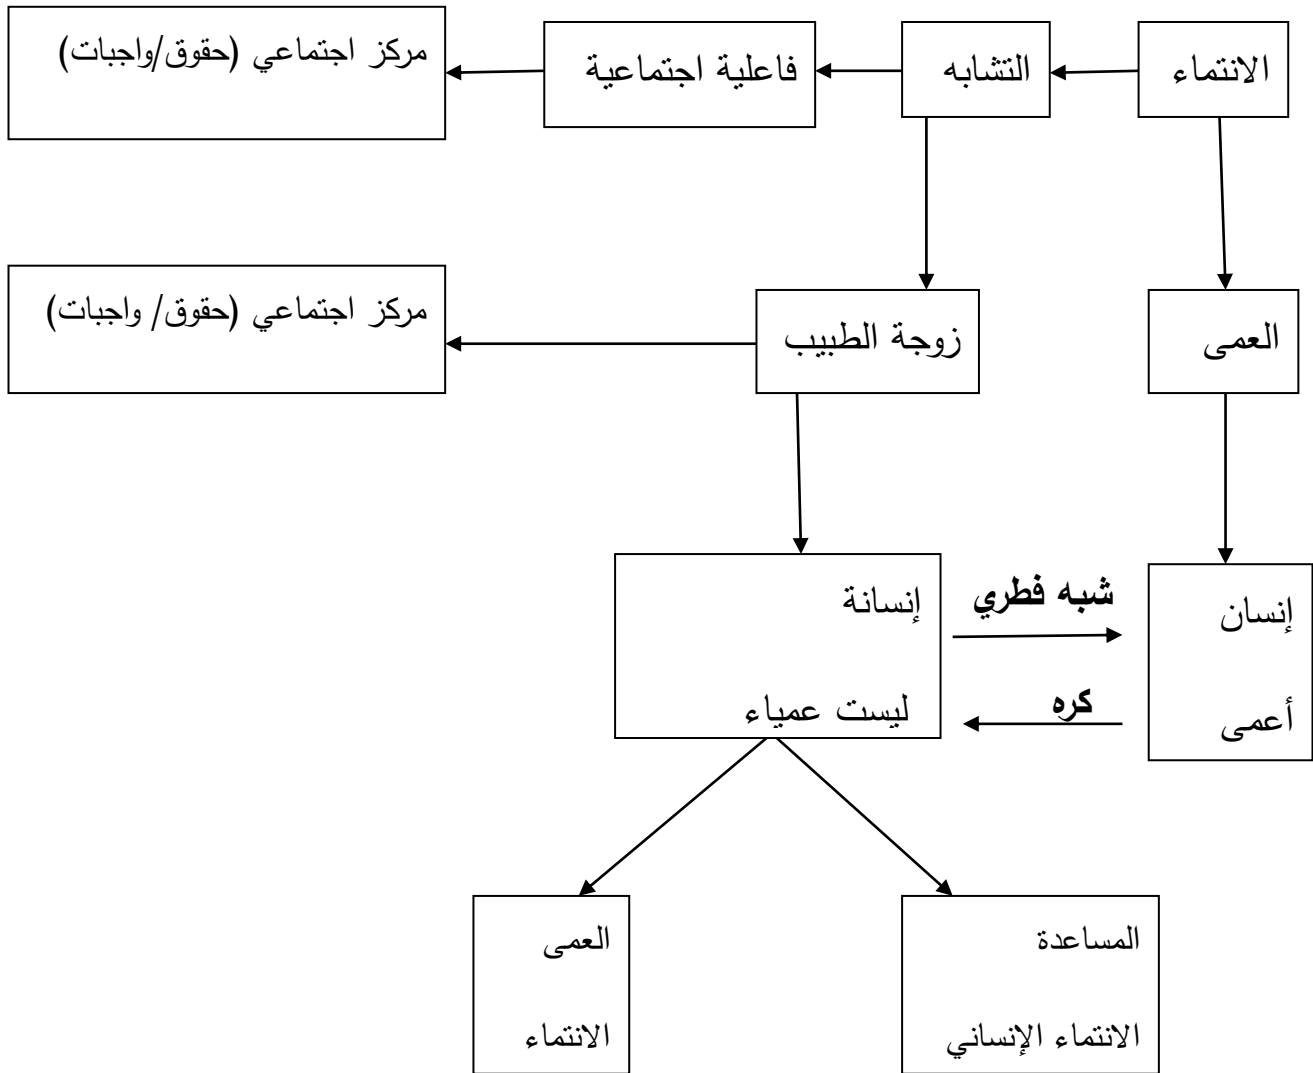 الانتماء
التشابه
فاعلية اجتماعية
مركز اجتماعي (حقوق/واجبات)
العمى
زوجة الطبيب
مركز اجتماعي (حقوق/ واجبات)
إنسان
أعمى
شبه فطري
كره
إنسانة
ليست عمياء
المساعدة
الانتماء الإنساني
العمى
الانتماء